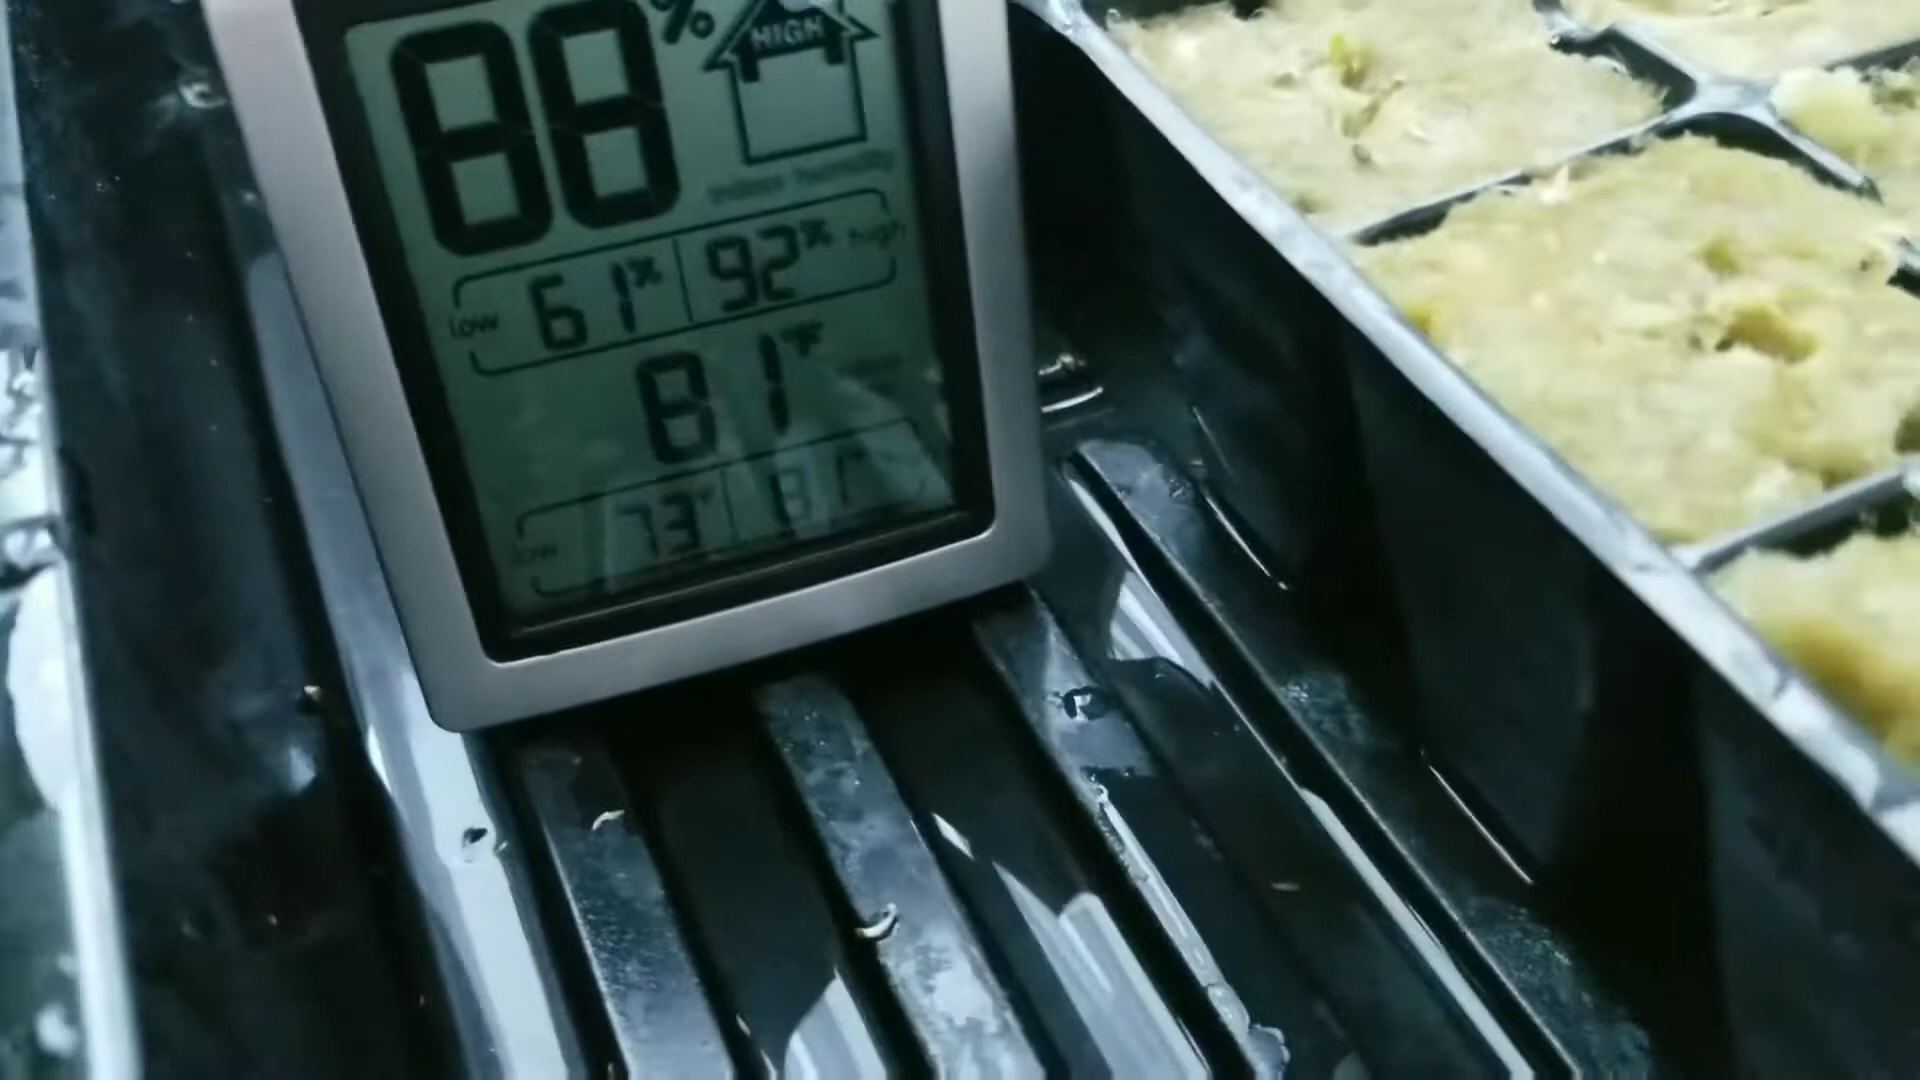 88%
HIGH
indoor humidity
low 61% 92% high
81°F
low 73° 81°